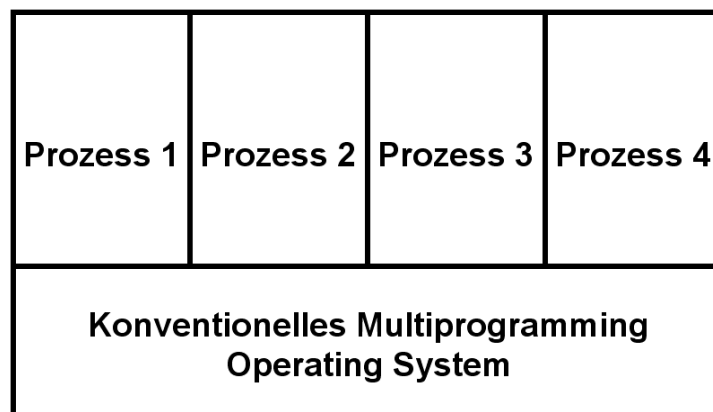 Prozess 1 Prozess 2 Prozess 3 Prozess 4
Konventionelles Multiprogramming
Operating System